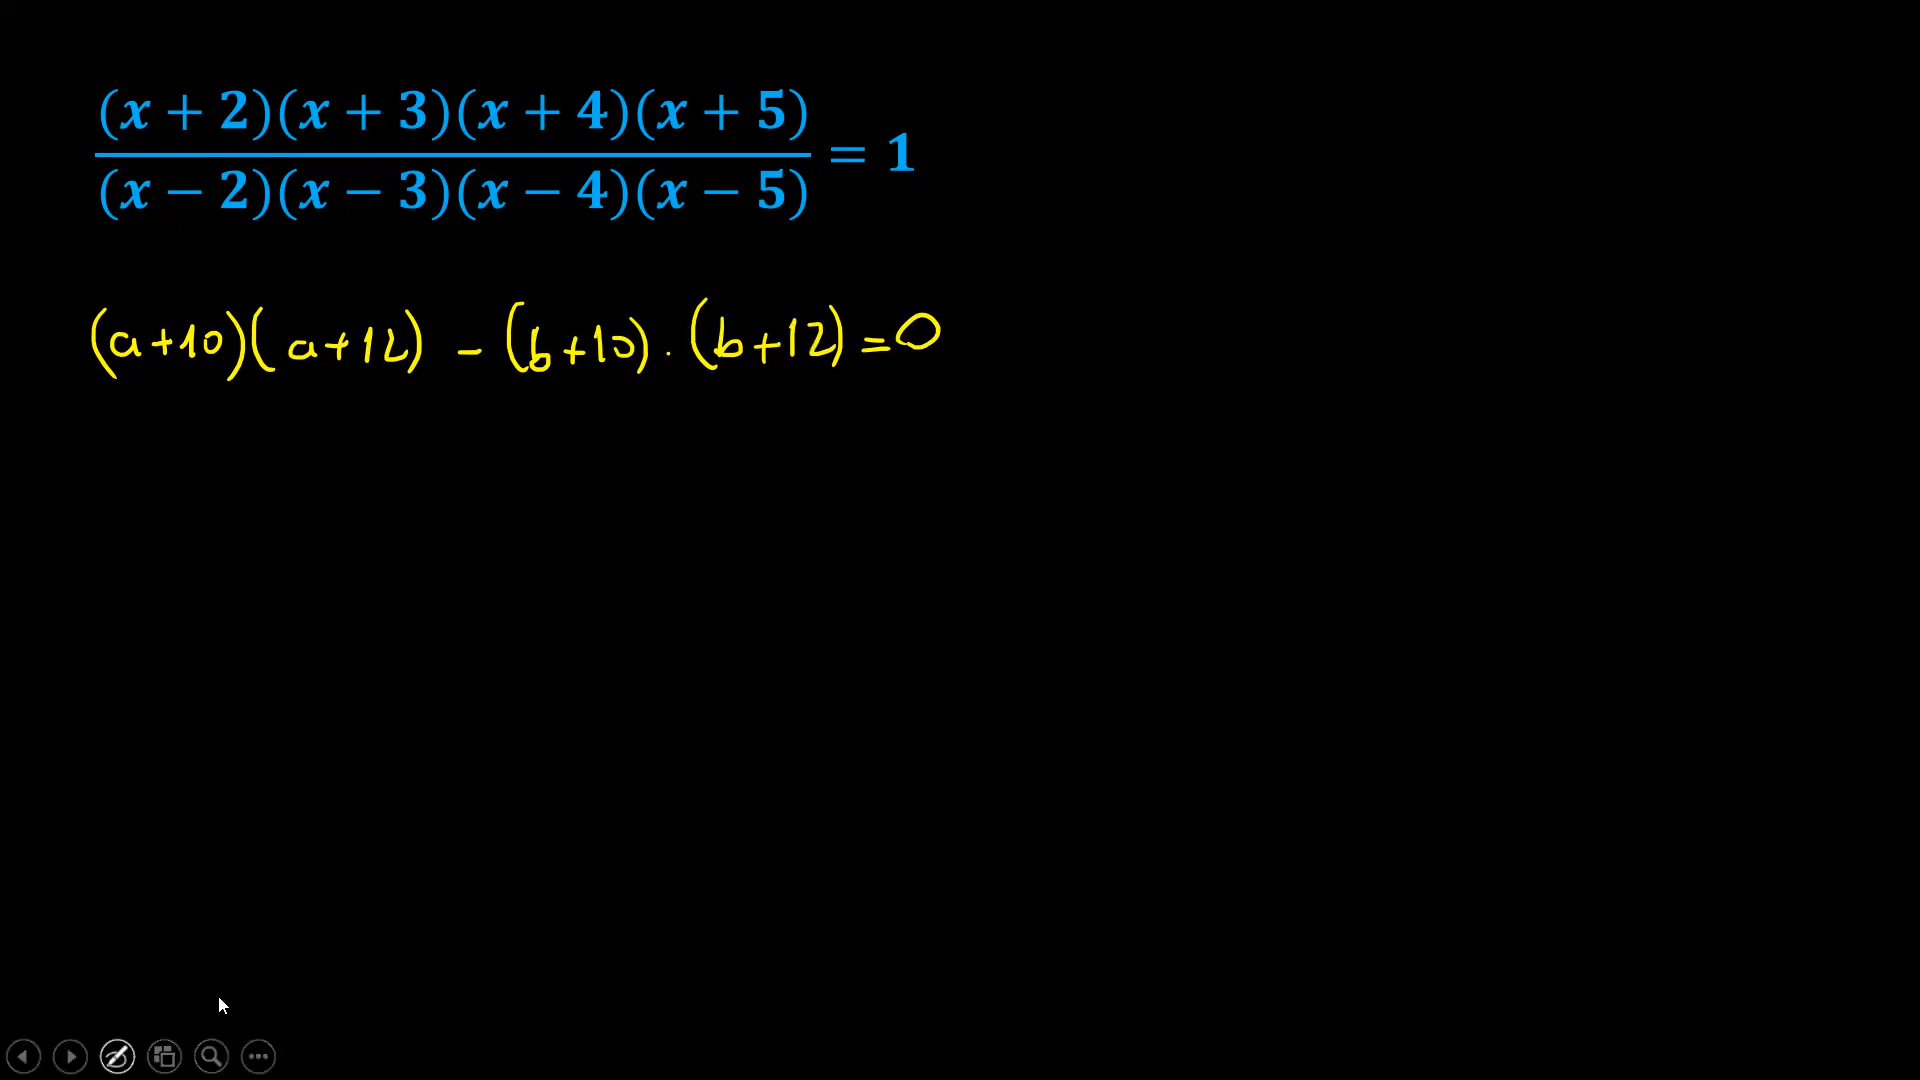 (x + 2)(x + 3)(x + 4)(x + 5)
(x − 2)(x − 3)(x − 4)(x − 5)
= 1
(a+10)(a+12) - (b+10) . (b+12) = 0